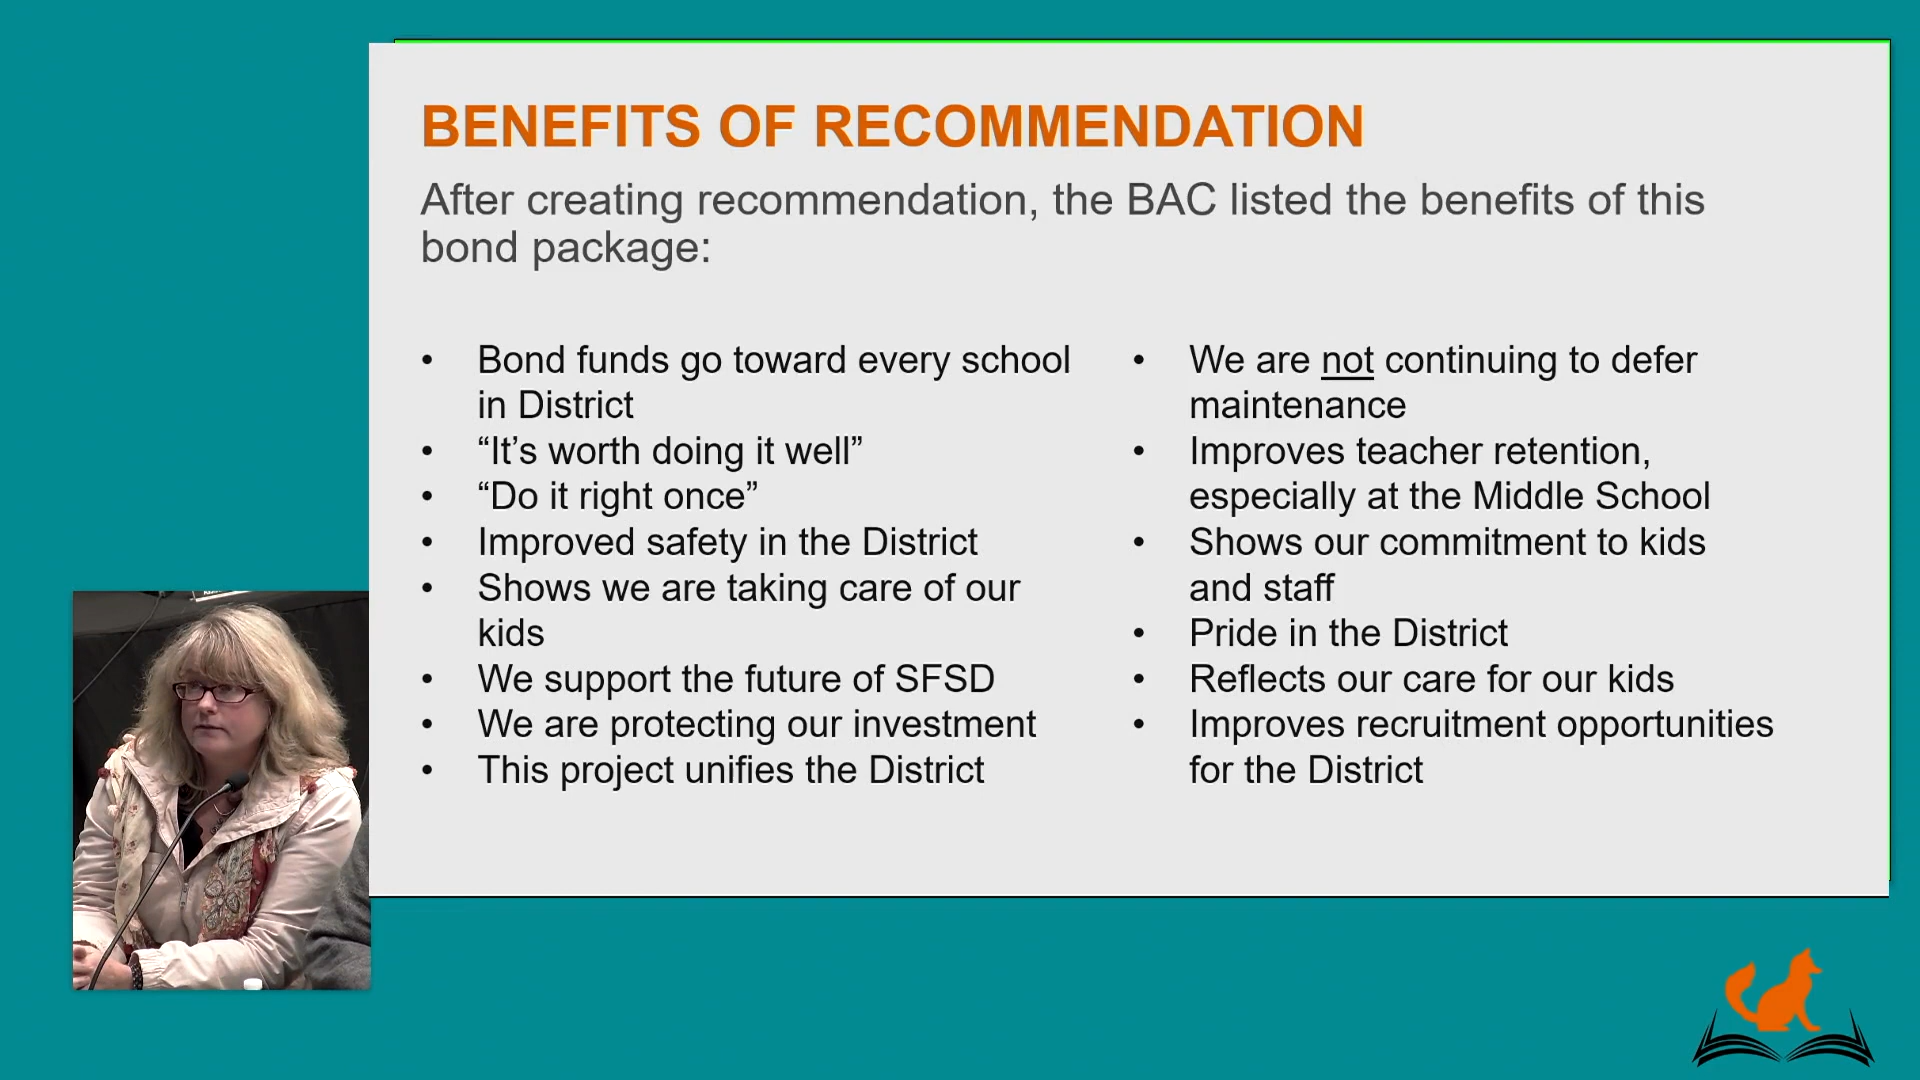 BENEFITS OF RECOMMENDATION
After creating recommendation, the BAC listed the benefits of this
bond package:
• Bond funds go toward every school
in District
• “It’s worth doing it well”
• “Do it right once”
• Improved safety in the District
• Shows we are taking care of our
kids
• We support the future of SFSD
• We are protecting our investment
• This project unifies the District
• We are not continuing to defer
maintenance
• Improves teacher retention,
especially at the Middle School
• Shows our commitment to kids
and staff
• Pride in the District
• Reflects our care for our kids
• Improves recruitment opportunities
for the District